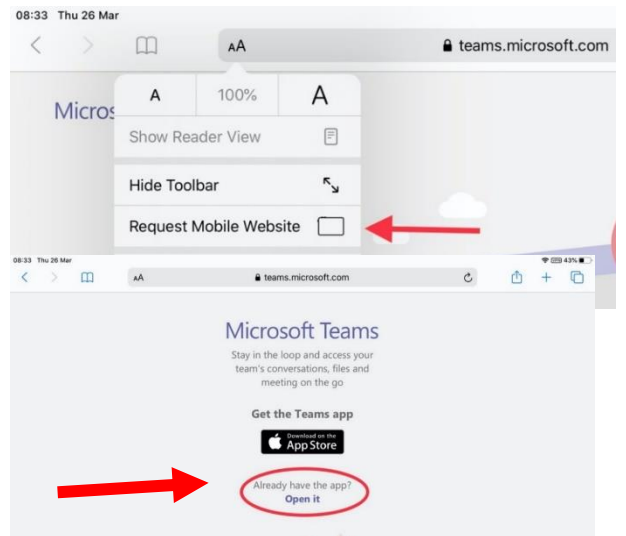 08:33 Thu 26 Mar
AA teams.microsoft.com
A 100% A
Micros
Show Reader View
Hide Toolbar
Request Mobile Website
08:33 Thu 26 Mar 43%
AA teams.microsoft.com
Microsoft Teams
Stay in the loop and access your
team's conversations, files and
meeting on the go
Get the Teams app
Download on the
App Store
Already have the app?
Open it